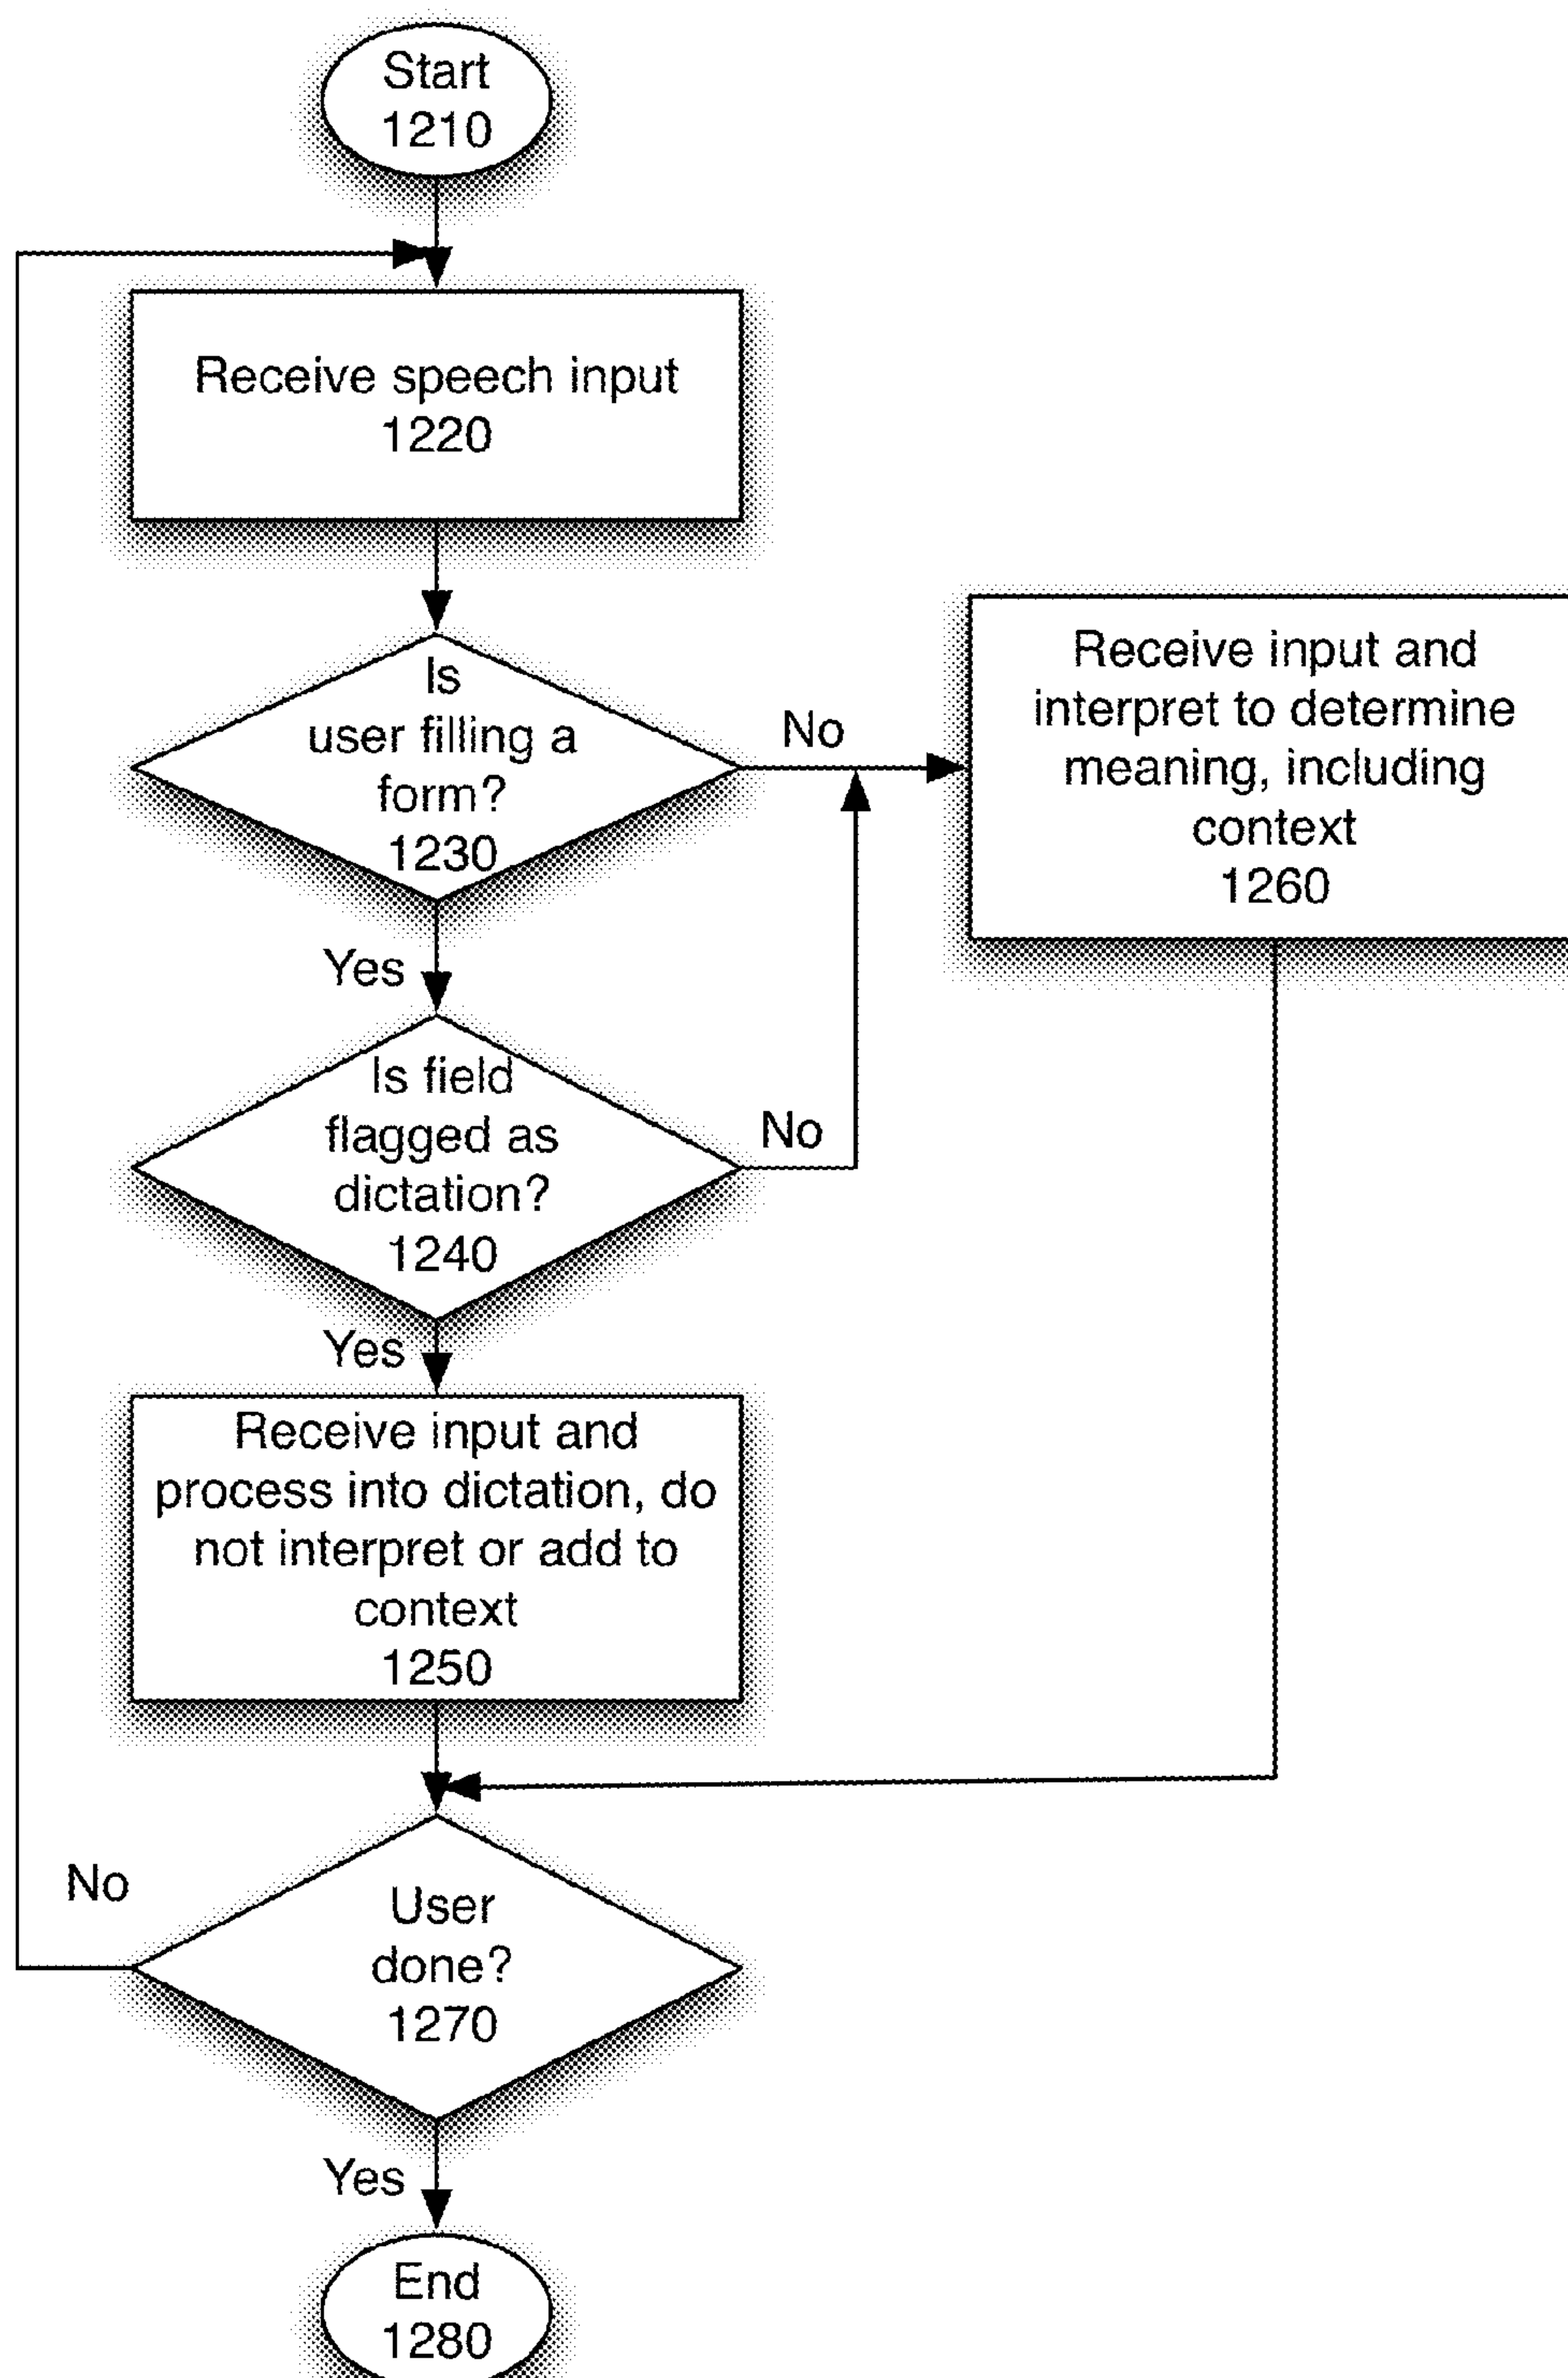 Start
1210
Receive speech input
1220
Is
user filling a
form?
1230
No
Receive input and
interpret to determine
meaning, including
context
1260
Yes
Is field
flagged as
dictation?
1240
No
Yes
Receive input and
process into dictation, do
not interpret or add to
context
1250
No
User
done?
1270
Yes
End
1280